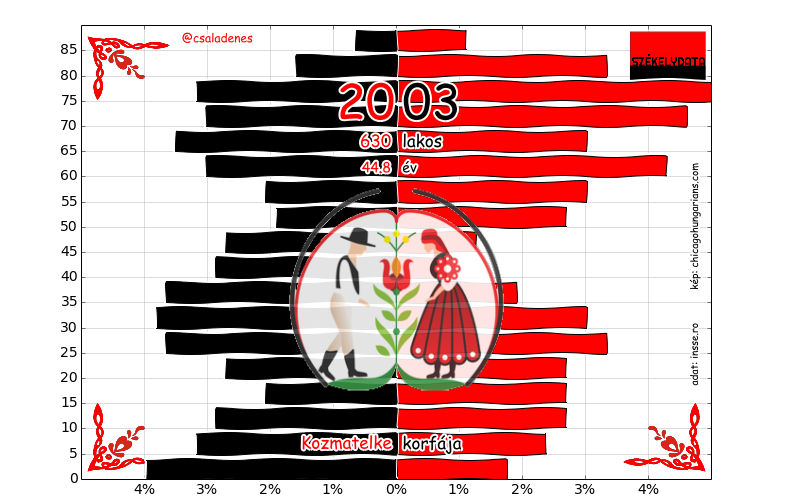 @csaladenes
SZÉKELYDATA
2003
630 lakos
44.8 év
kép: chicagohungarians.com
adat: insse.ro
Kozmatelke korfája
85
80
75
70
65
60
55
50
45
40
35
30
25
20
15
10
5
0
4% 3% 2% 1% 0% 1% 2% 3% 4%